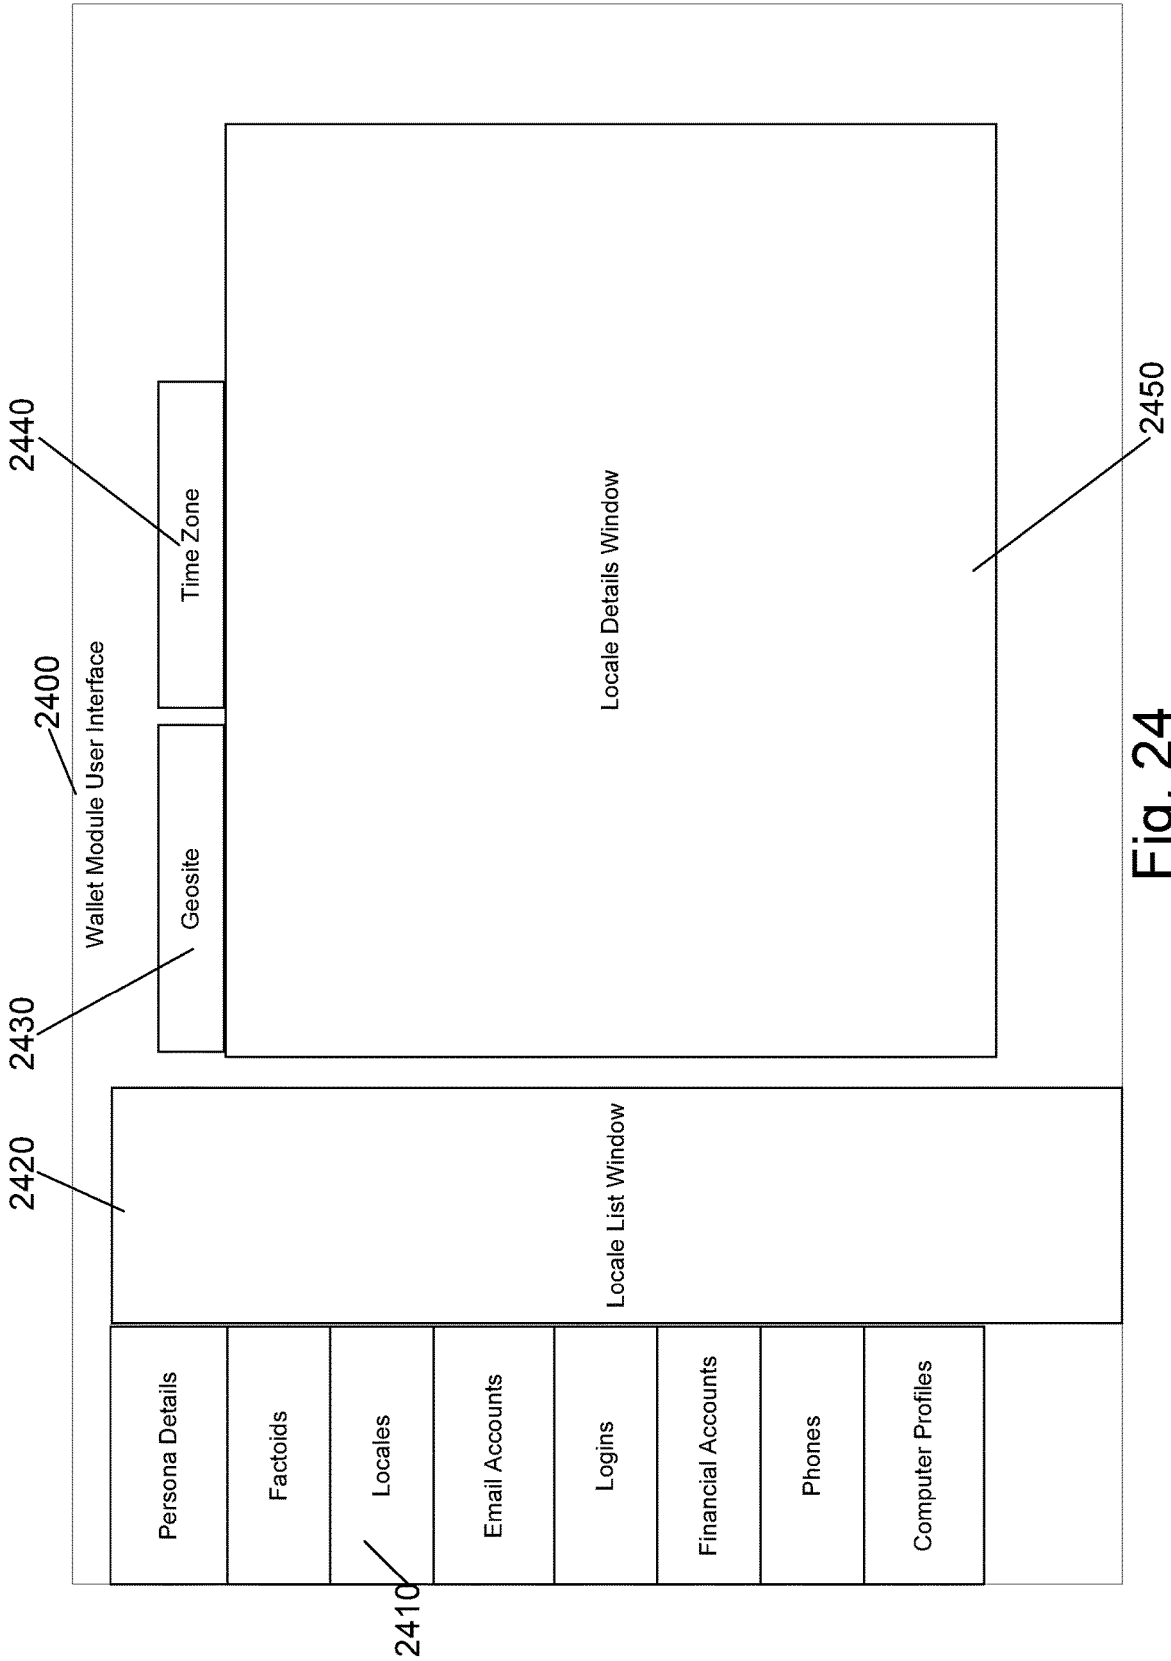 2400
Wallet Module User Interface
2430
2440
Geosite
Time Zone
2420
Persona Details
Factoids
Locales
Email Accounts
Logins
Financial Accounts
Phones
Computer Profiles
2410
Locale List Window
Locale Details Window
2450
Fig. 24